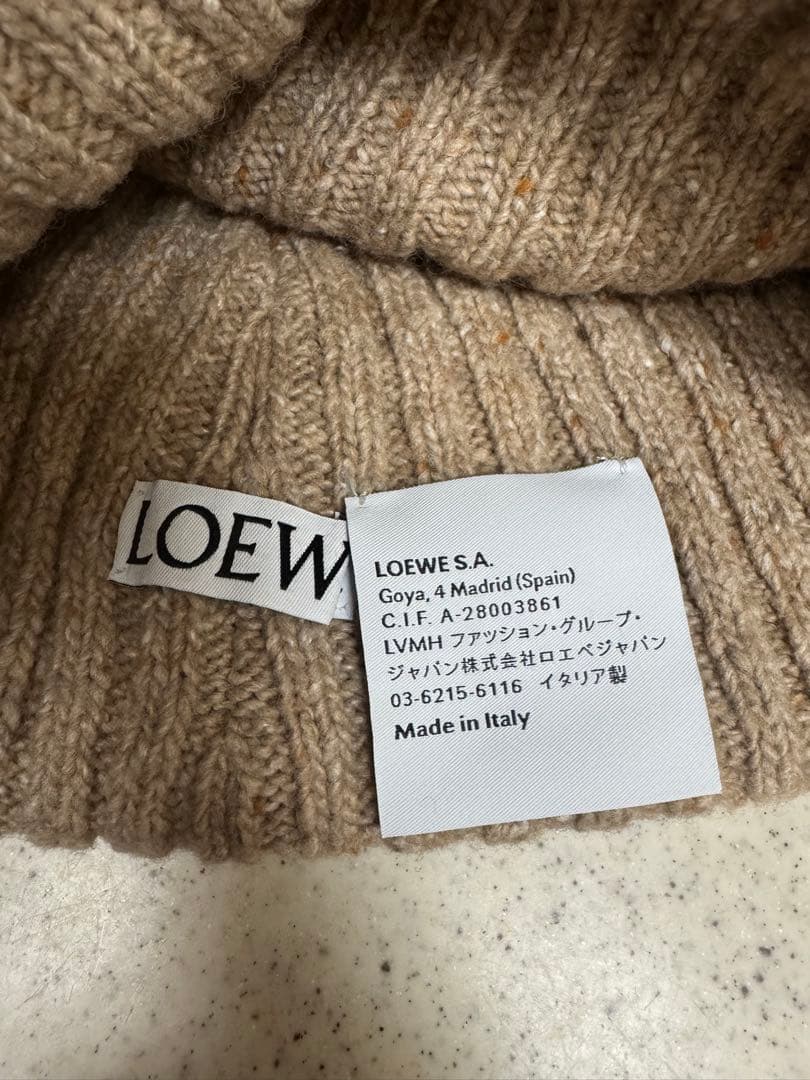 LOEW
LOEWE S.A.
Goya, 4 Madrid (Spain)
C.I.F. A-28003861
LVMH ファッション・グループ・
ジャパン株式会社ロエベジャパン
03-6215-6116 イタリア製
Made in Italy